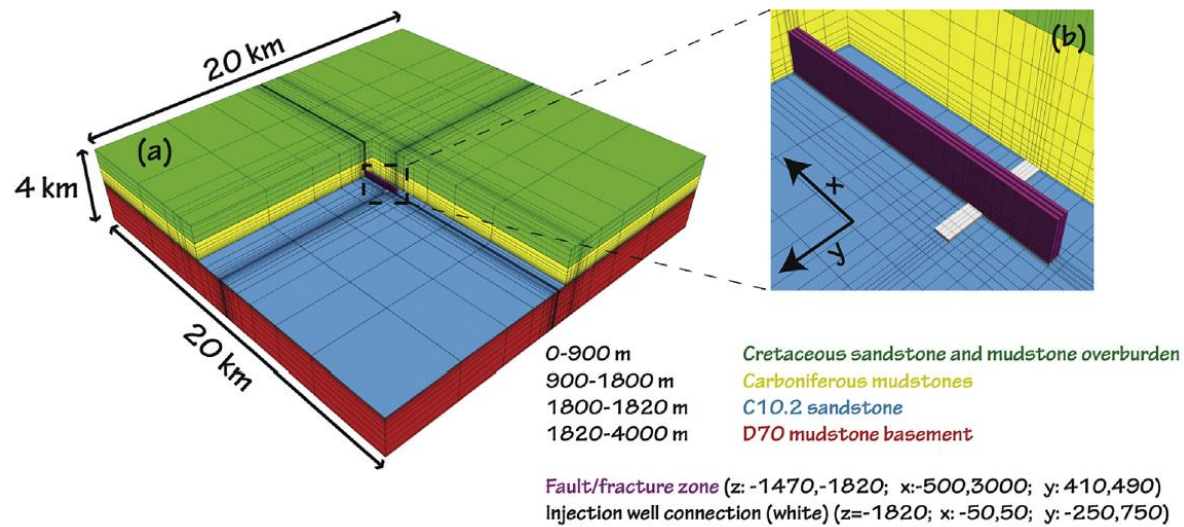 20 km
(a)
4 km
20 km
(b)
x
y
0-900 m Cretaceous sandstone and mudstone overburden
900-1800 m Carboniferous mudstones
1800-1820 m C10.2 sandstone
1820-4000 m D70 mudstone basement
Fault/fracture zone (z: -1470,-1820; x:-500,3000; y: 410,490)
Injection well connection (white) (z=-1820; x: -50,50; y: -250,750)